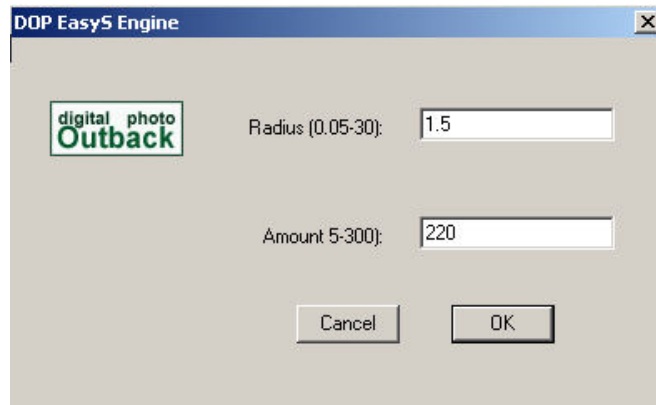 DOP EasyS Engine
digital photo
Outback
Radius (0.05-30):
1.5
Amount 5-300):
220
Cancel
OK